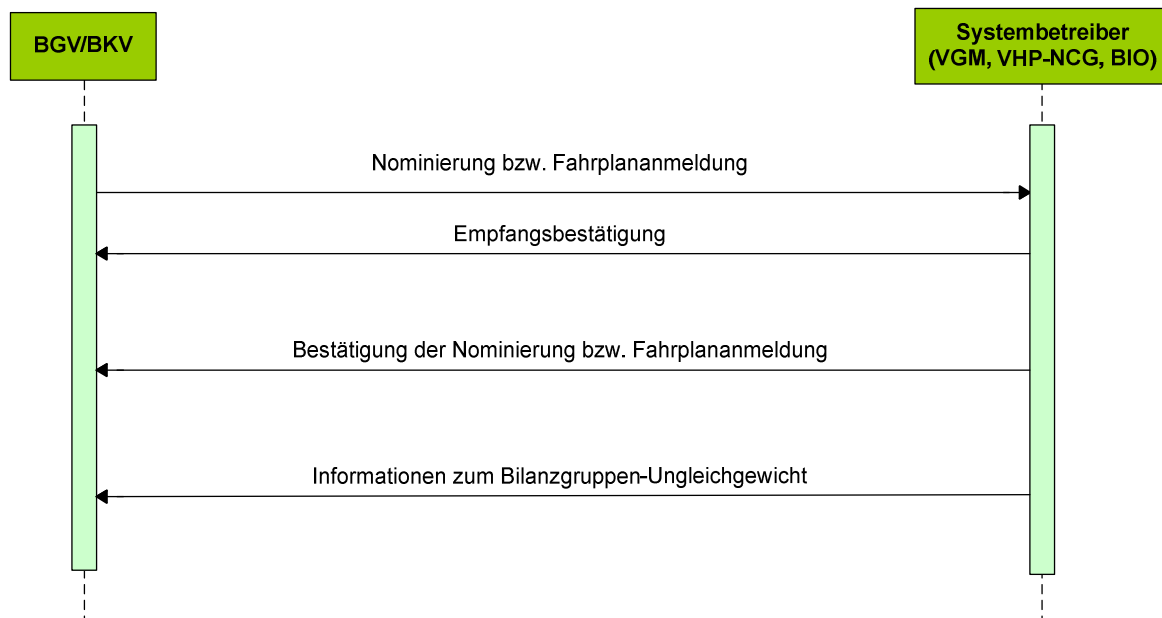 BGV/BKV
Systembetreiber
(VGM, VHP-NCG, BIO)
Nominierung bzw. Fahrplananmeldung
Empfangsbestätigung
Bestätigung der Nominierung bzw. Fahrplananmeldung
Informationen zum Bilanzgruppen-Ungleichgewicht